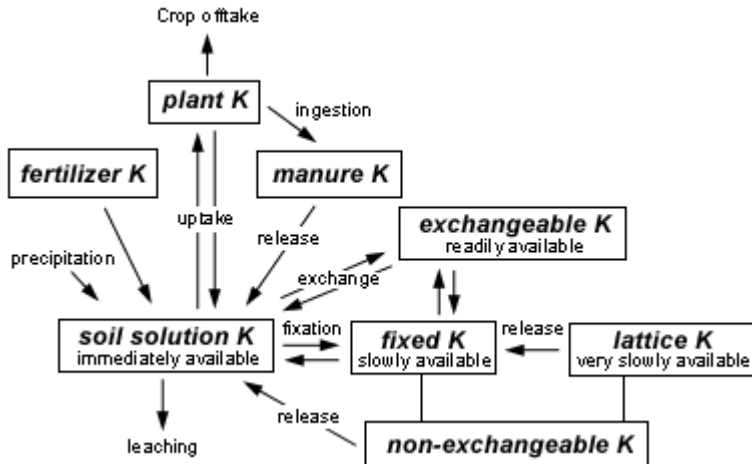 Crop offtake
plant K
ingestion
fertilizer K
manure K
uptake
release
exchangeable K
readily available
precipitation
exchange
soil solution K
immediately available
fixation
fixed K
slowly available
release
lattice K
very slowly available
release
leaching
non-exchangeable K